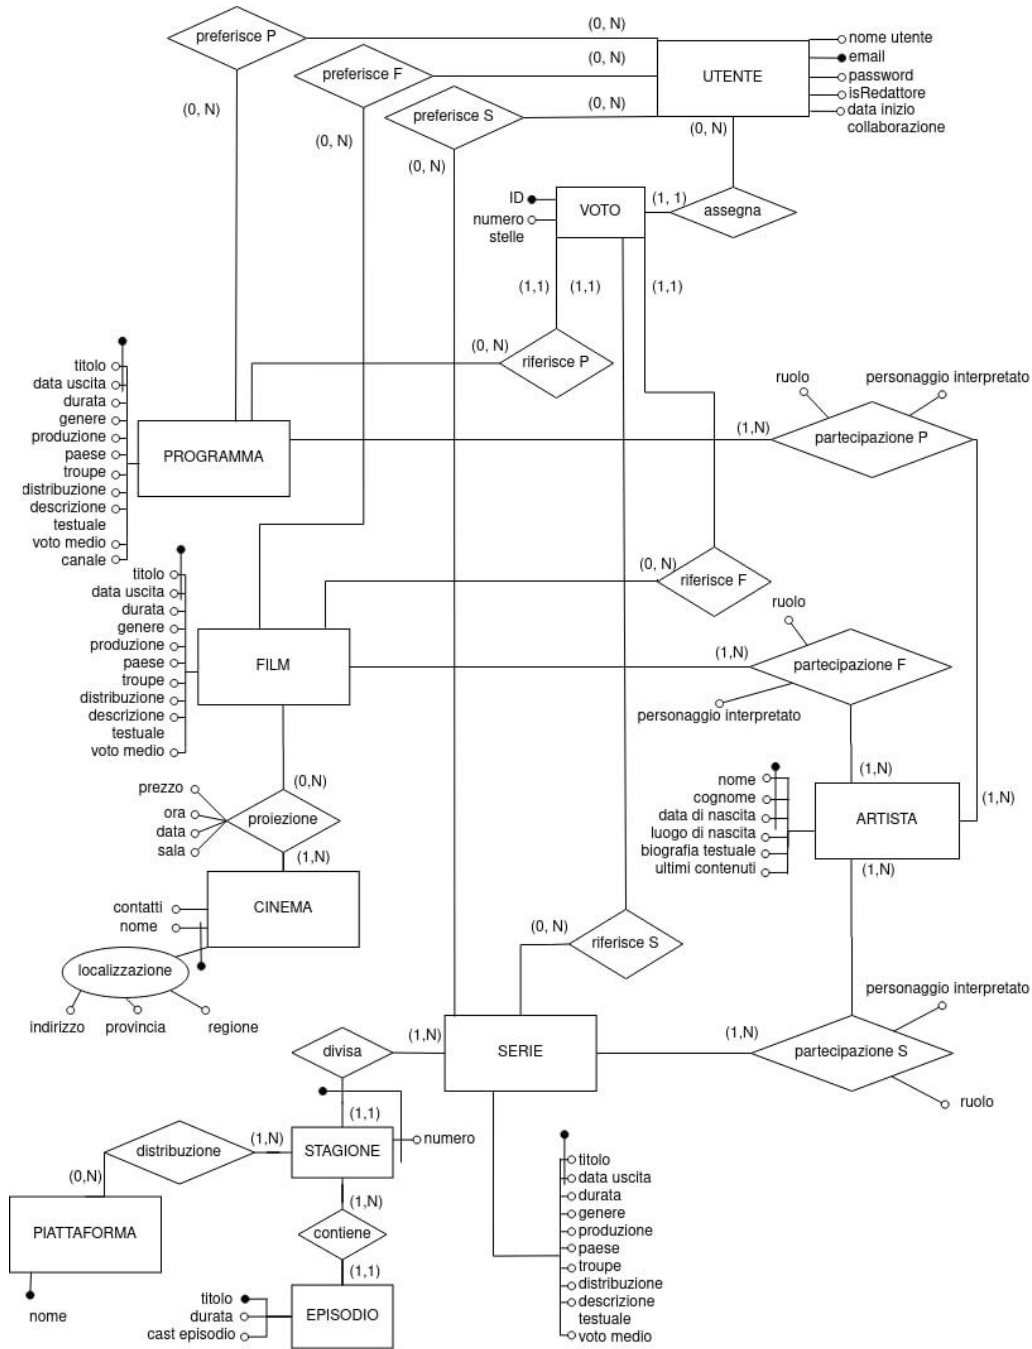 preferisce P
(0, N)
nome utente
email
preferisce F
(0, N)
UTENTE
password
isRedattore
data inizio
collaborazione
(0, N)
preferisce S
(0, N)
(0, N)
(0, N)
(0, N)
ID
numero
stelle
VOTO
(1, 1)
assegna
(1,1)
(1,1)
(1,1)
(0, N)
riferisce P
titolo
data uscita
durata
genere
produzione
paese
troupe
distribuzione
descrizione
testuale
voto medio
canale
PROGRAMMA
ruolo
personaggio interpretato
(1,N)
partecipazione P
titolo
data uscita
durata
genere
produzione
paese
troupe
distribuzione
descrizione
testuale
voto medio
FILM
(0, N)
riferisce F
ruolo
(1,N)
partecipazione F
personaggio interpretato
(0,N)
prezzo
ora
data
sala
proiezione
(1,N)
(1,N)
(1,N)
nome
cognome
data di nascita
luogo di nascita
biografia testuale
ultimi contenuti
ARTISTA
(1,N)
contatti
nome
CINEMA
localizzazione
indirizzo
provincia
regione
(0, N)
riferisce S
personaggio interpretato
(1,N)
divisa
(1,N)
SERIE
partecipazione S
ruolo
(1,1)
numero
STAGIONE
(1,N)
distribuzione
(0,N)
PIATTAFORMA
nome
(1,N)
contiene
(1,1)
titolo
durata
cast episodio
EPISODIO
titolo
data uscita
durata
genere
produzione
paese
troupe
distribuzione
descrizione
testuale
voto medio